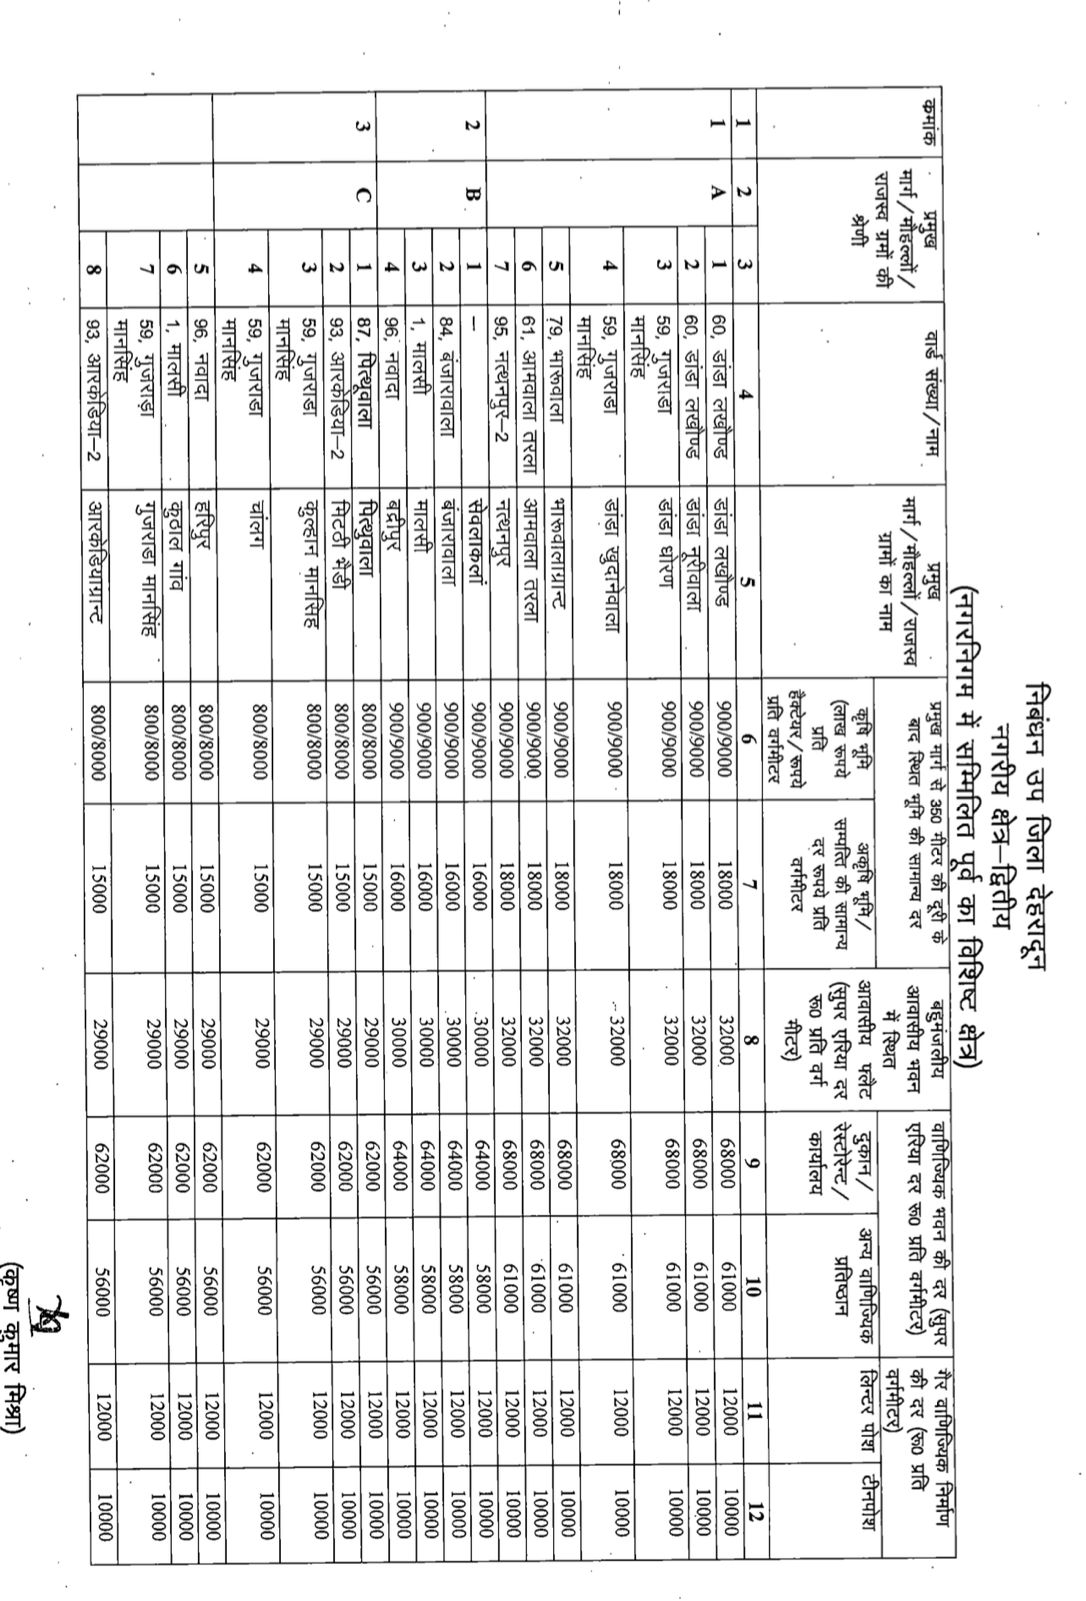 निबंधन उप जिला देहरादून
नगरीय क्षेत्र–द्वितीय
(नगरनिगम में सम्मिलित पूर्व का विशिष्ट क्षेत्र)
कमांक | प्रमुख मार्ग/मौहल्लों/राजस्व ग्रमों की श्रेणी | वार्ड संख्या/नाम | प्रमुख मार्ग/मौहल्लों/राजस्व ग्रामों का नाम | प्रमुख मार्ग से 350 मीटर की दूरी के बाद स्थित भूमि की सामान्य दर | बहुमंजलीय आवासीय भवन में स्थित आवासीय फ्लैट (सुपर एरिया दर रू0 प्रति वर्ग मीटर) | वाणिज्यिक भवन की दर (सुपर एरिया दर रू0 प्रति वर्गमीटर) | गैर वाणिज्यिक निर्माण की दर (रू0 प्रति वर्गमीटर)
कृषि भूमि (लाख रूपये प्रति हैक्टेयर/रूपये प्रति वर्गमीटर | अकृषि भूमि/सम्पत्ति की सामान्य दर रूपये प्रति वर्गमीटर | दुकान/रेस्टोरेन्ट/कार्यालय | अन्य वाणिज्यिक प्रतिष्ठान | लिन्टर पोश | टीनपोश
1 | 2 | 3 | 4 | 5 | 6 | 7 | 8 | 9 | 10 | 11 | 12
1 | A | 1 | 60, डांडा लखौण्ड | डांडा लखौण्ड | 900/9000 | 18000 | 32000 | 68000 | 61000 | 12000 | 10000
2 | 60, डांडा लखौण्ड | डांडा नूरीवाला | 900/9000 | 18000 | 32000 | 68000 | 61000 | 12000 | 10000
3 | 59, गुजराडा मानसिंह | डांडा धोरण | 900/9000 | 18000 | 32000 | 68000 | 61000 | 12000 | 10000
4 | 59, गुजराडा मानसिंह | डांडा खुदानेवाला | 900/9000 | 18000 | 32000 | 68000 | 61000 | 12000 | 10000
5 | 79, भारूवाला | भारूवालाग्रान्ट | 900/9000 | 18000 | 32000 | 68000 | 61000 | 12000 | 10000
6 | 61, आमवाला तरला | आमवाला तरला | 900/9000 | 18000 | 32000 | 68000 | 61000 | 12000 | 10000
7 | 95, नत्थनपुर–2 | नत्थनपुर | 900/9000 | 18000 | 32000 | 68000 | 61000 | 12000 | 10000
2 | B | 1 | – | सेवलाकलां | 900/9000 | 16000 | 30000 | 64000 | 58000 | 12000 | 10000
2 | 84, बंजारावाला | बंजारावाला | 900/9000 | 16000 | 30000 | 64000 | 58000 | 12000 | 10000
3 | 1, मालसी | मालसी | 900/9000 | 16000 | 30000 | 64000 | 58000 | 12000 | 10000
4 | 96, नवादा | बद्रीपुर | 900/9000 | 16000 | 30000 | 64000 | 58000 | 12000 | 10000
3 | C | 1 | 87, पित्थूवाला | पित्थुवाला | 800/8000 | 15000 | 29000 | 62000 | 56000 | 12000 | 10000
2 | 93, आरकेडिया–2 | मिटठी भैडी | 800/8000 | 15000 | 29000 | 62000 | 56000 | 12000 | 10000
3 | 59, गुजराडा मानसिंह | कुल्हान मानसिंह | 800/8000 | 15000 | 29000 | 62000 | 56000 | 12000 | 10000
4 | 59, गुजराडा मानसिंह | चांलग | 800/8000 | 15000 | 29000 | 62000 | 56000 | 12000 | 10000
5 | 96, नवादा | हरिपुर | 800/8000 | 15000 | 29000 | 62000 | 56000 | 12000 | 10000
6 | 1, मालसी | कुठाल गांव | 800/8000 | 15000 | 29000 | 62000 | 56000 | 12000 | 10000
7 | 59, गुजराड़ा मानसिंह | गुजराडा मानसिंह | 800/8000 | 15000 | 29000 | 62000 | 56000 | 12000 | 10000
8 | 93, आरकेडिया–2 | आरकेडियाग्रान्ट | 800/8000 | 15000 | 29000 | 62000 | 56000 | 12000 | 10000
(कृष्ण कुमार मिश्रा)